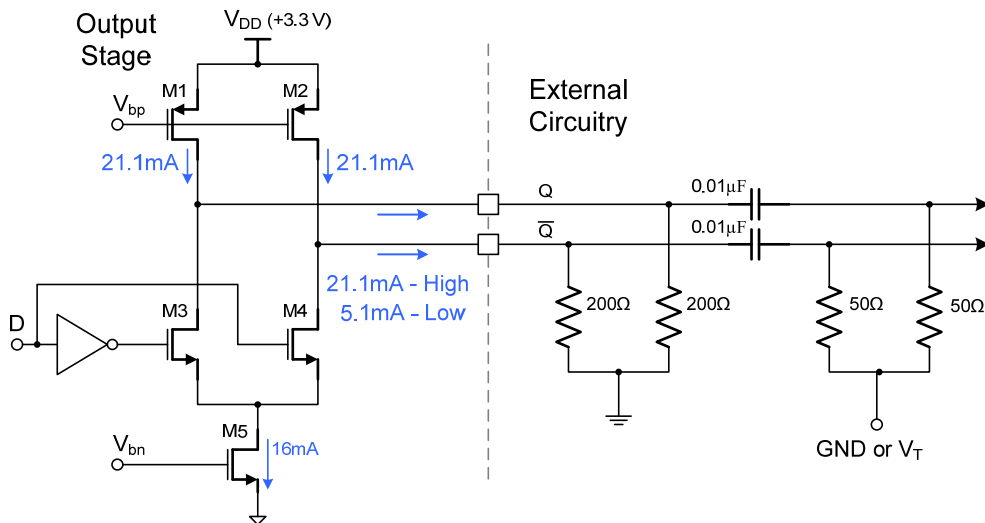 Output
Stage
V_DD (+3.3 V)
M1
M2
V_bp
21.1mA
21.1mA
External
Circuitry
Q
Q̅
0.01μF
0.01μF
21.1mA - High
5.1mA - Low
200Ω
200Ω
50Ω
50Ω
D
M3
M4
V_bn
M5
16mA
GND or V_T